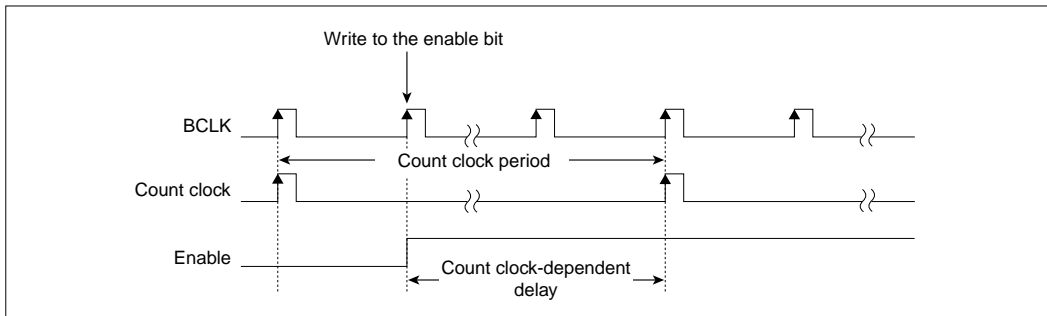 Write to the enable bit
BCLK
Count clock period
Count clock
Enable
Count clock-dependent
delay